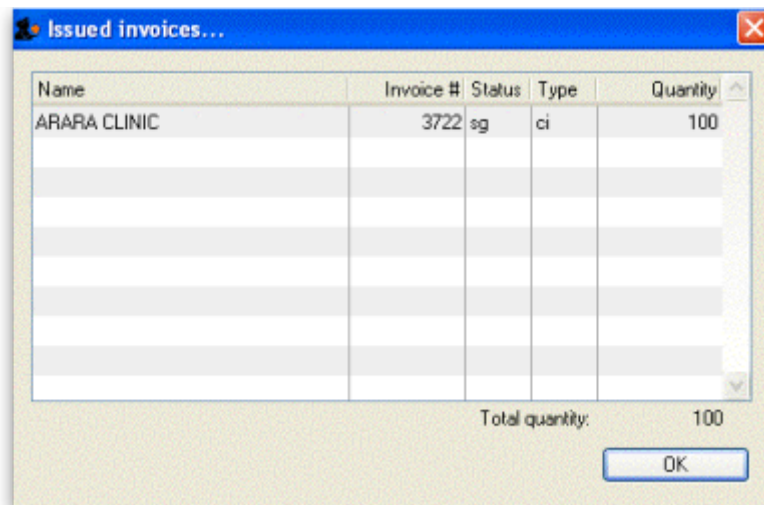 Issued invoices...
Name Invoice # Status Type Quantity
ARARA CLINIC 3722 sg ci 100
Total quantity: 100
OK